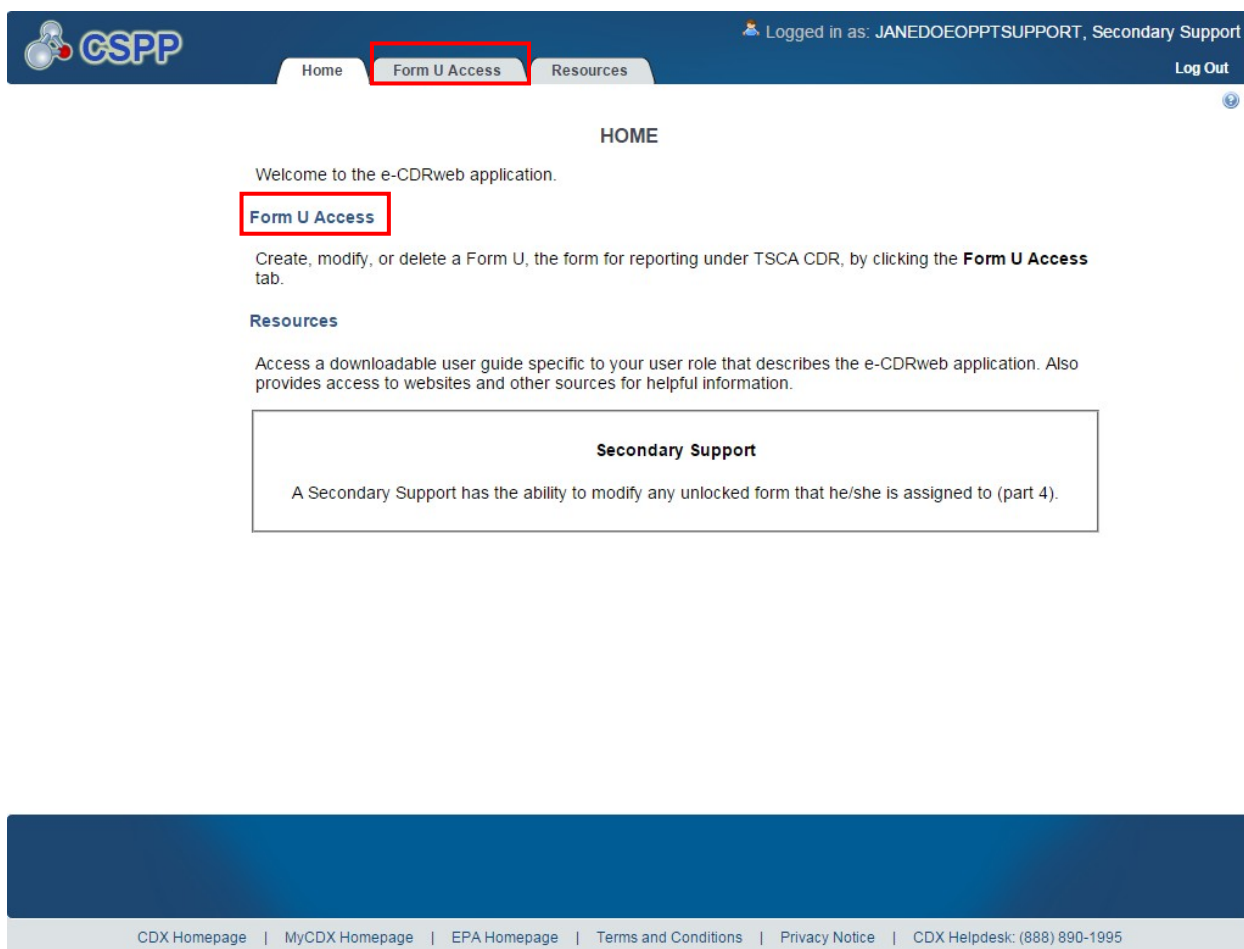 CSPP
Logged in as: JANEDOEOPPTSUPPORT, Secondary Support
Home Form U Access Resources
Log Out
HOME
Welcome to the e-CDRweb application.
Form U Access
Create, modify, or delete a Form U, the form for reporting under TSCA CDR, by clicking the Form U Access
tab.
Resources
Access a downloadable user guide specific to your user role that describes the e-CDRweb application. Also
provides access to websites and other sources for helpful information.
Secondary Support
A Secondary Support has the ability to modify any unlocked form that he/she is assigned to (part 4).
CDX Homepage | MyCDX Homepage | EPA Homepage | Terms and Conditions | Privacy Notice | CDX Helpdesk: (888) 890-1995